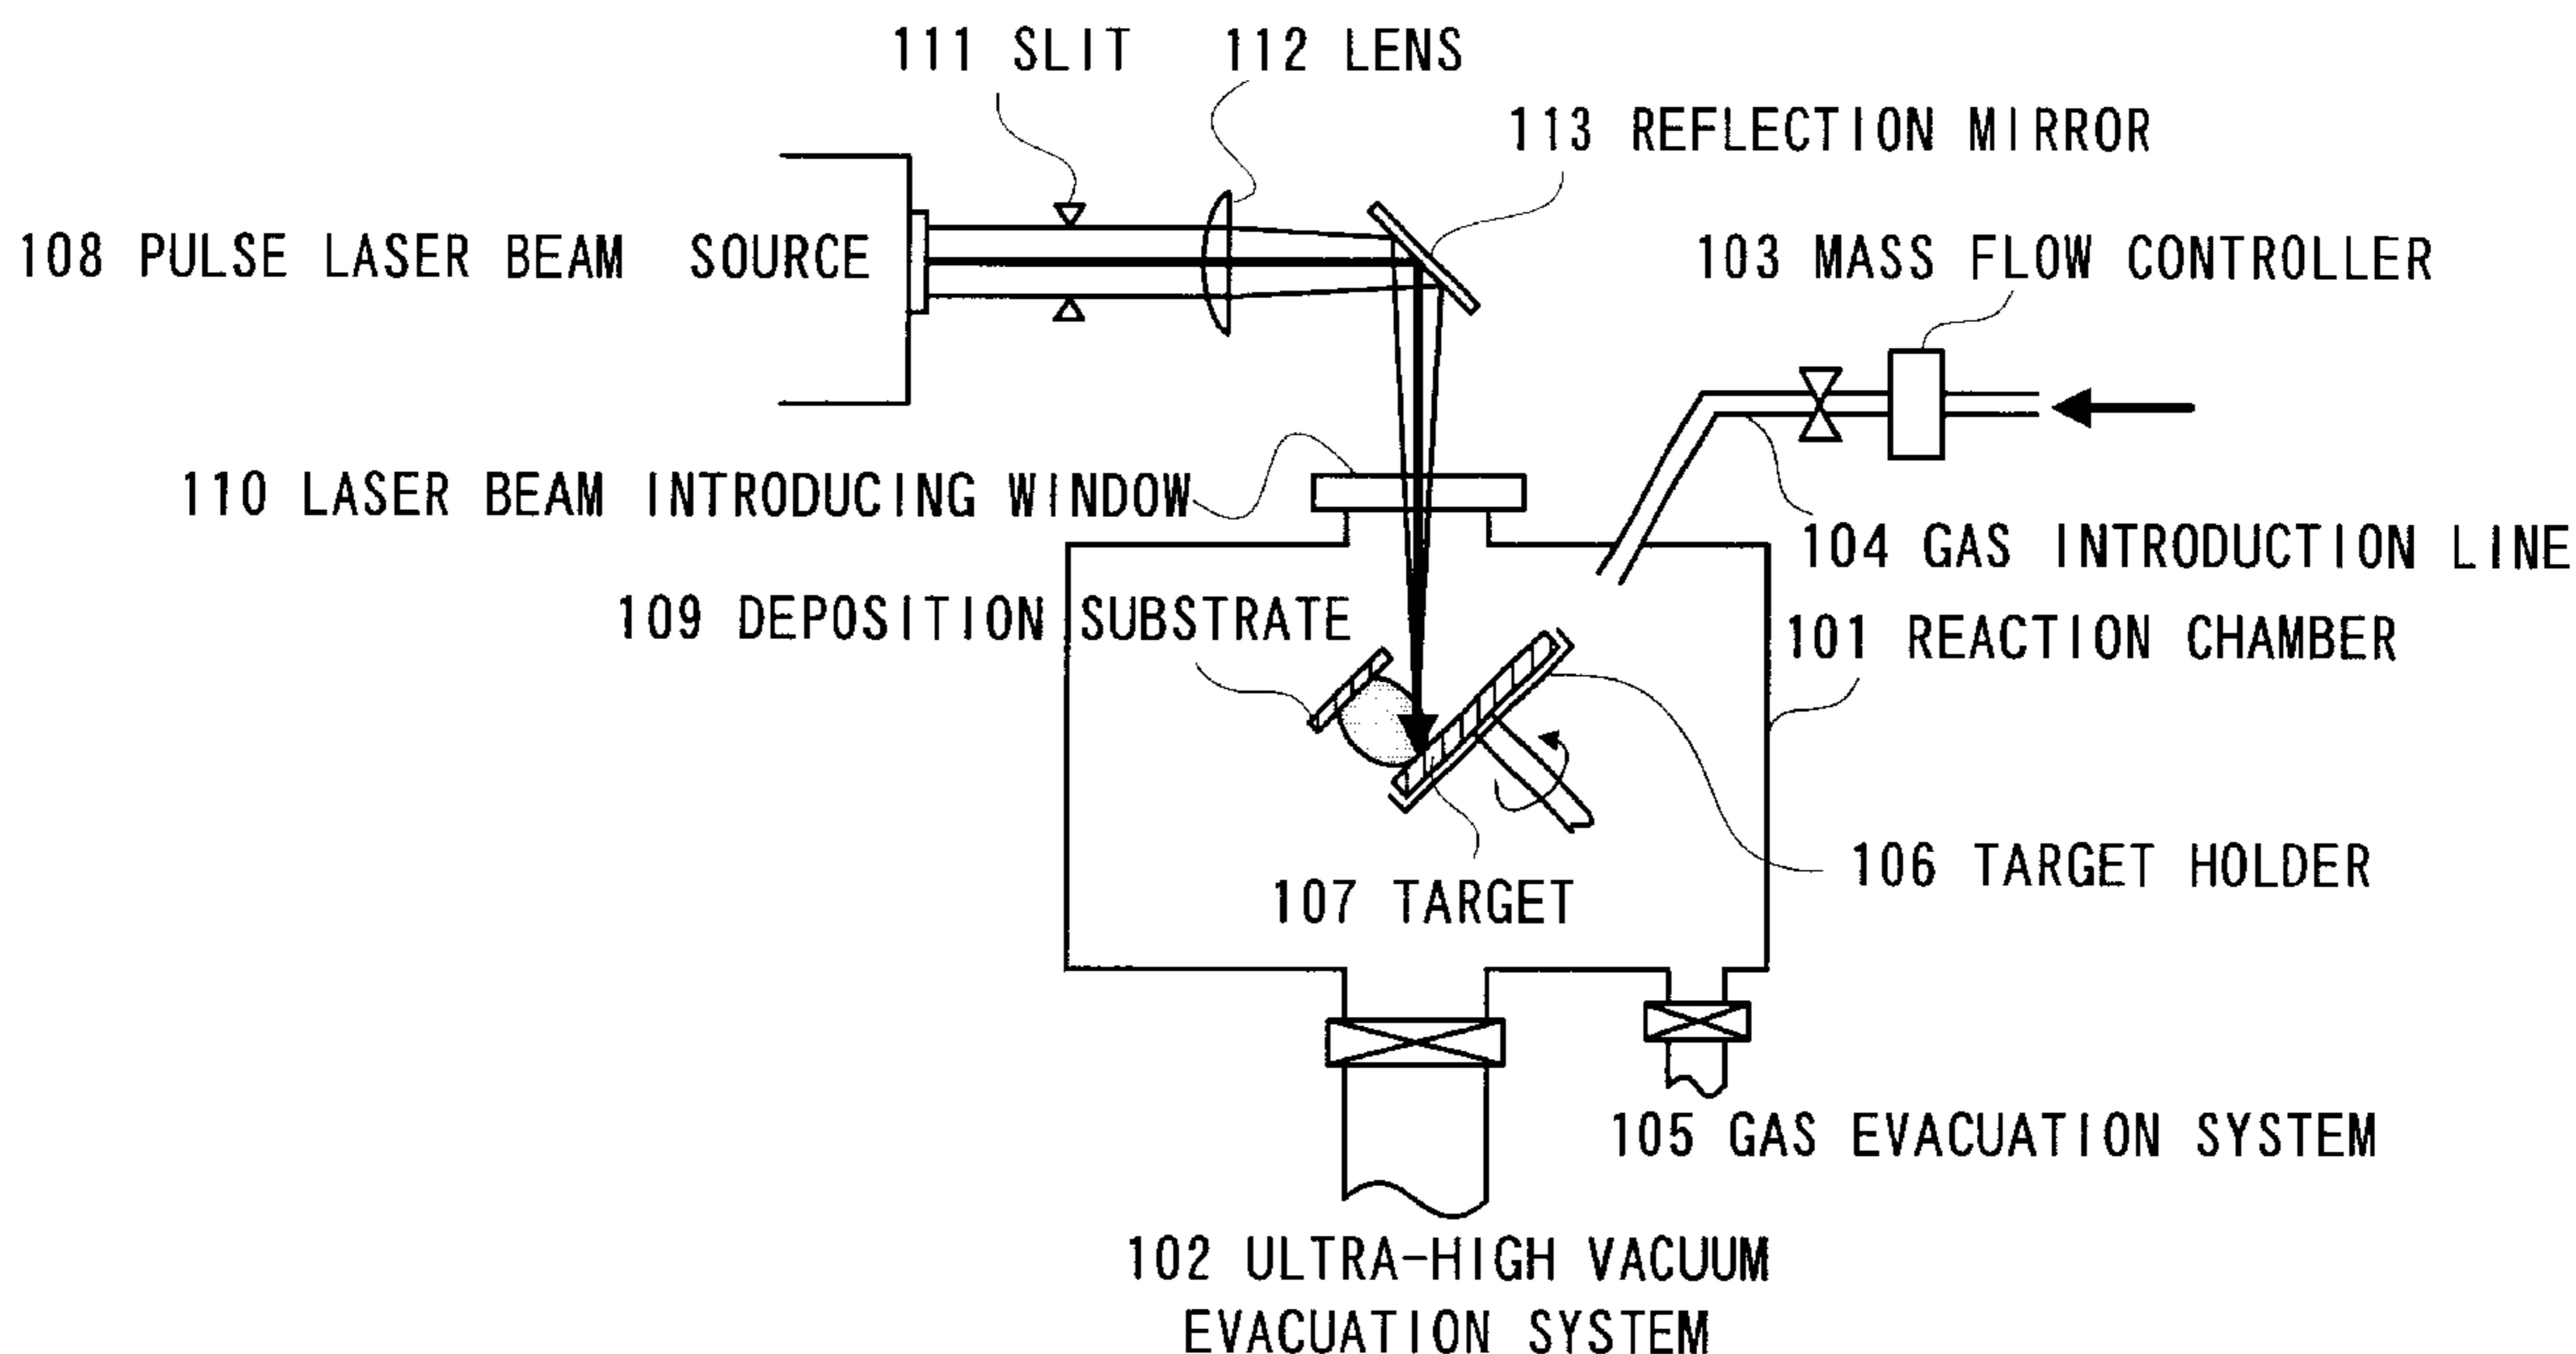 111 SLIT
112 LENS
113 REFLECTION MIRROR
108 PULSE LASER BEAM SOURCE
103 MASS FLOW CONTROLLER
110 LASER BEAM INTRODUCING WINDOW
104 GAS INTRODUCTION LINE
109 DEPOSITION SUBSTRATE
101 REACTION CHAMBER
106 TARGET HOLDER
107 TARGET
105 GAS EVACUATION SYSTEM
102 ULTRA-HIGH VACUUM
EVACUATION SYSTEM